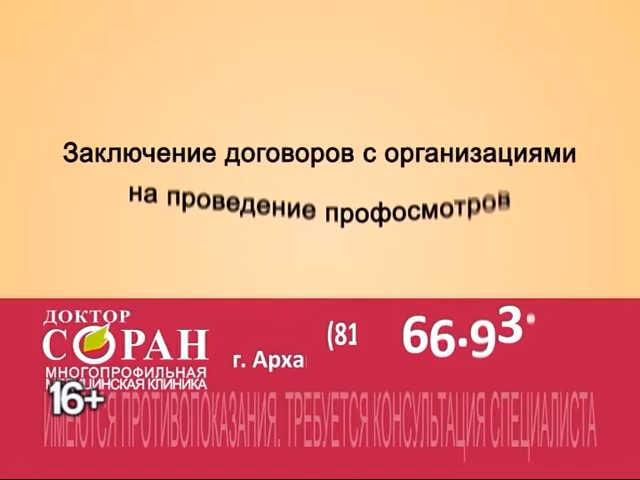 Заключение договоров с организациями
на проведение профосмотров
ДОКТОР
СОРАН
МНОГОПРОФИЛЬНАЯ
МЕДИЦИНСКАЯ КЛИНИКА
(81
66-93
г. Арха
16+
ИМЕЮТСЯ ПРОТИВОПОКАЗАНИЯ. ТРЕБУЕТСЯ КОНСУЛЬТАЦИЯ СПЕЦИАЛИСТА